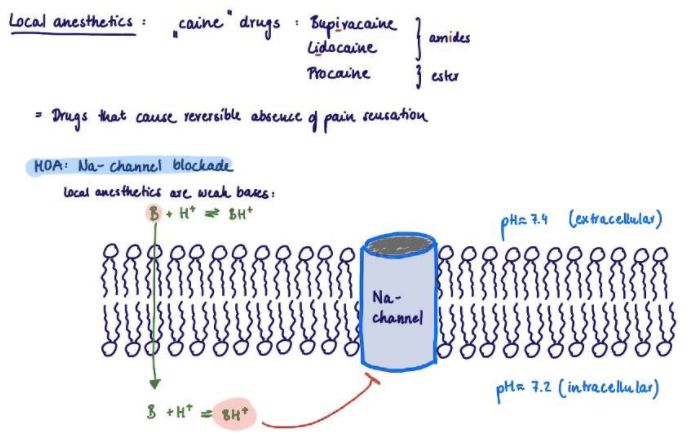 Local anesthetics : "caine" drugs : Bupivacaine
Lidocaine } amides
Procaine } ester
= Drugs that cause reversible absence of pain sensation
MOA: Na-channel blockade
Local anesthetics are weak bases:
B + H⁺ ⇌ BH⁺
pH≈7.4 (extracellular)
Na-
channel
pH≈7.2 (intracellular)
B + H⁺ ⇌ BH⁺